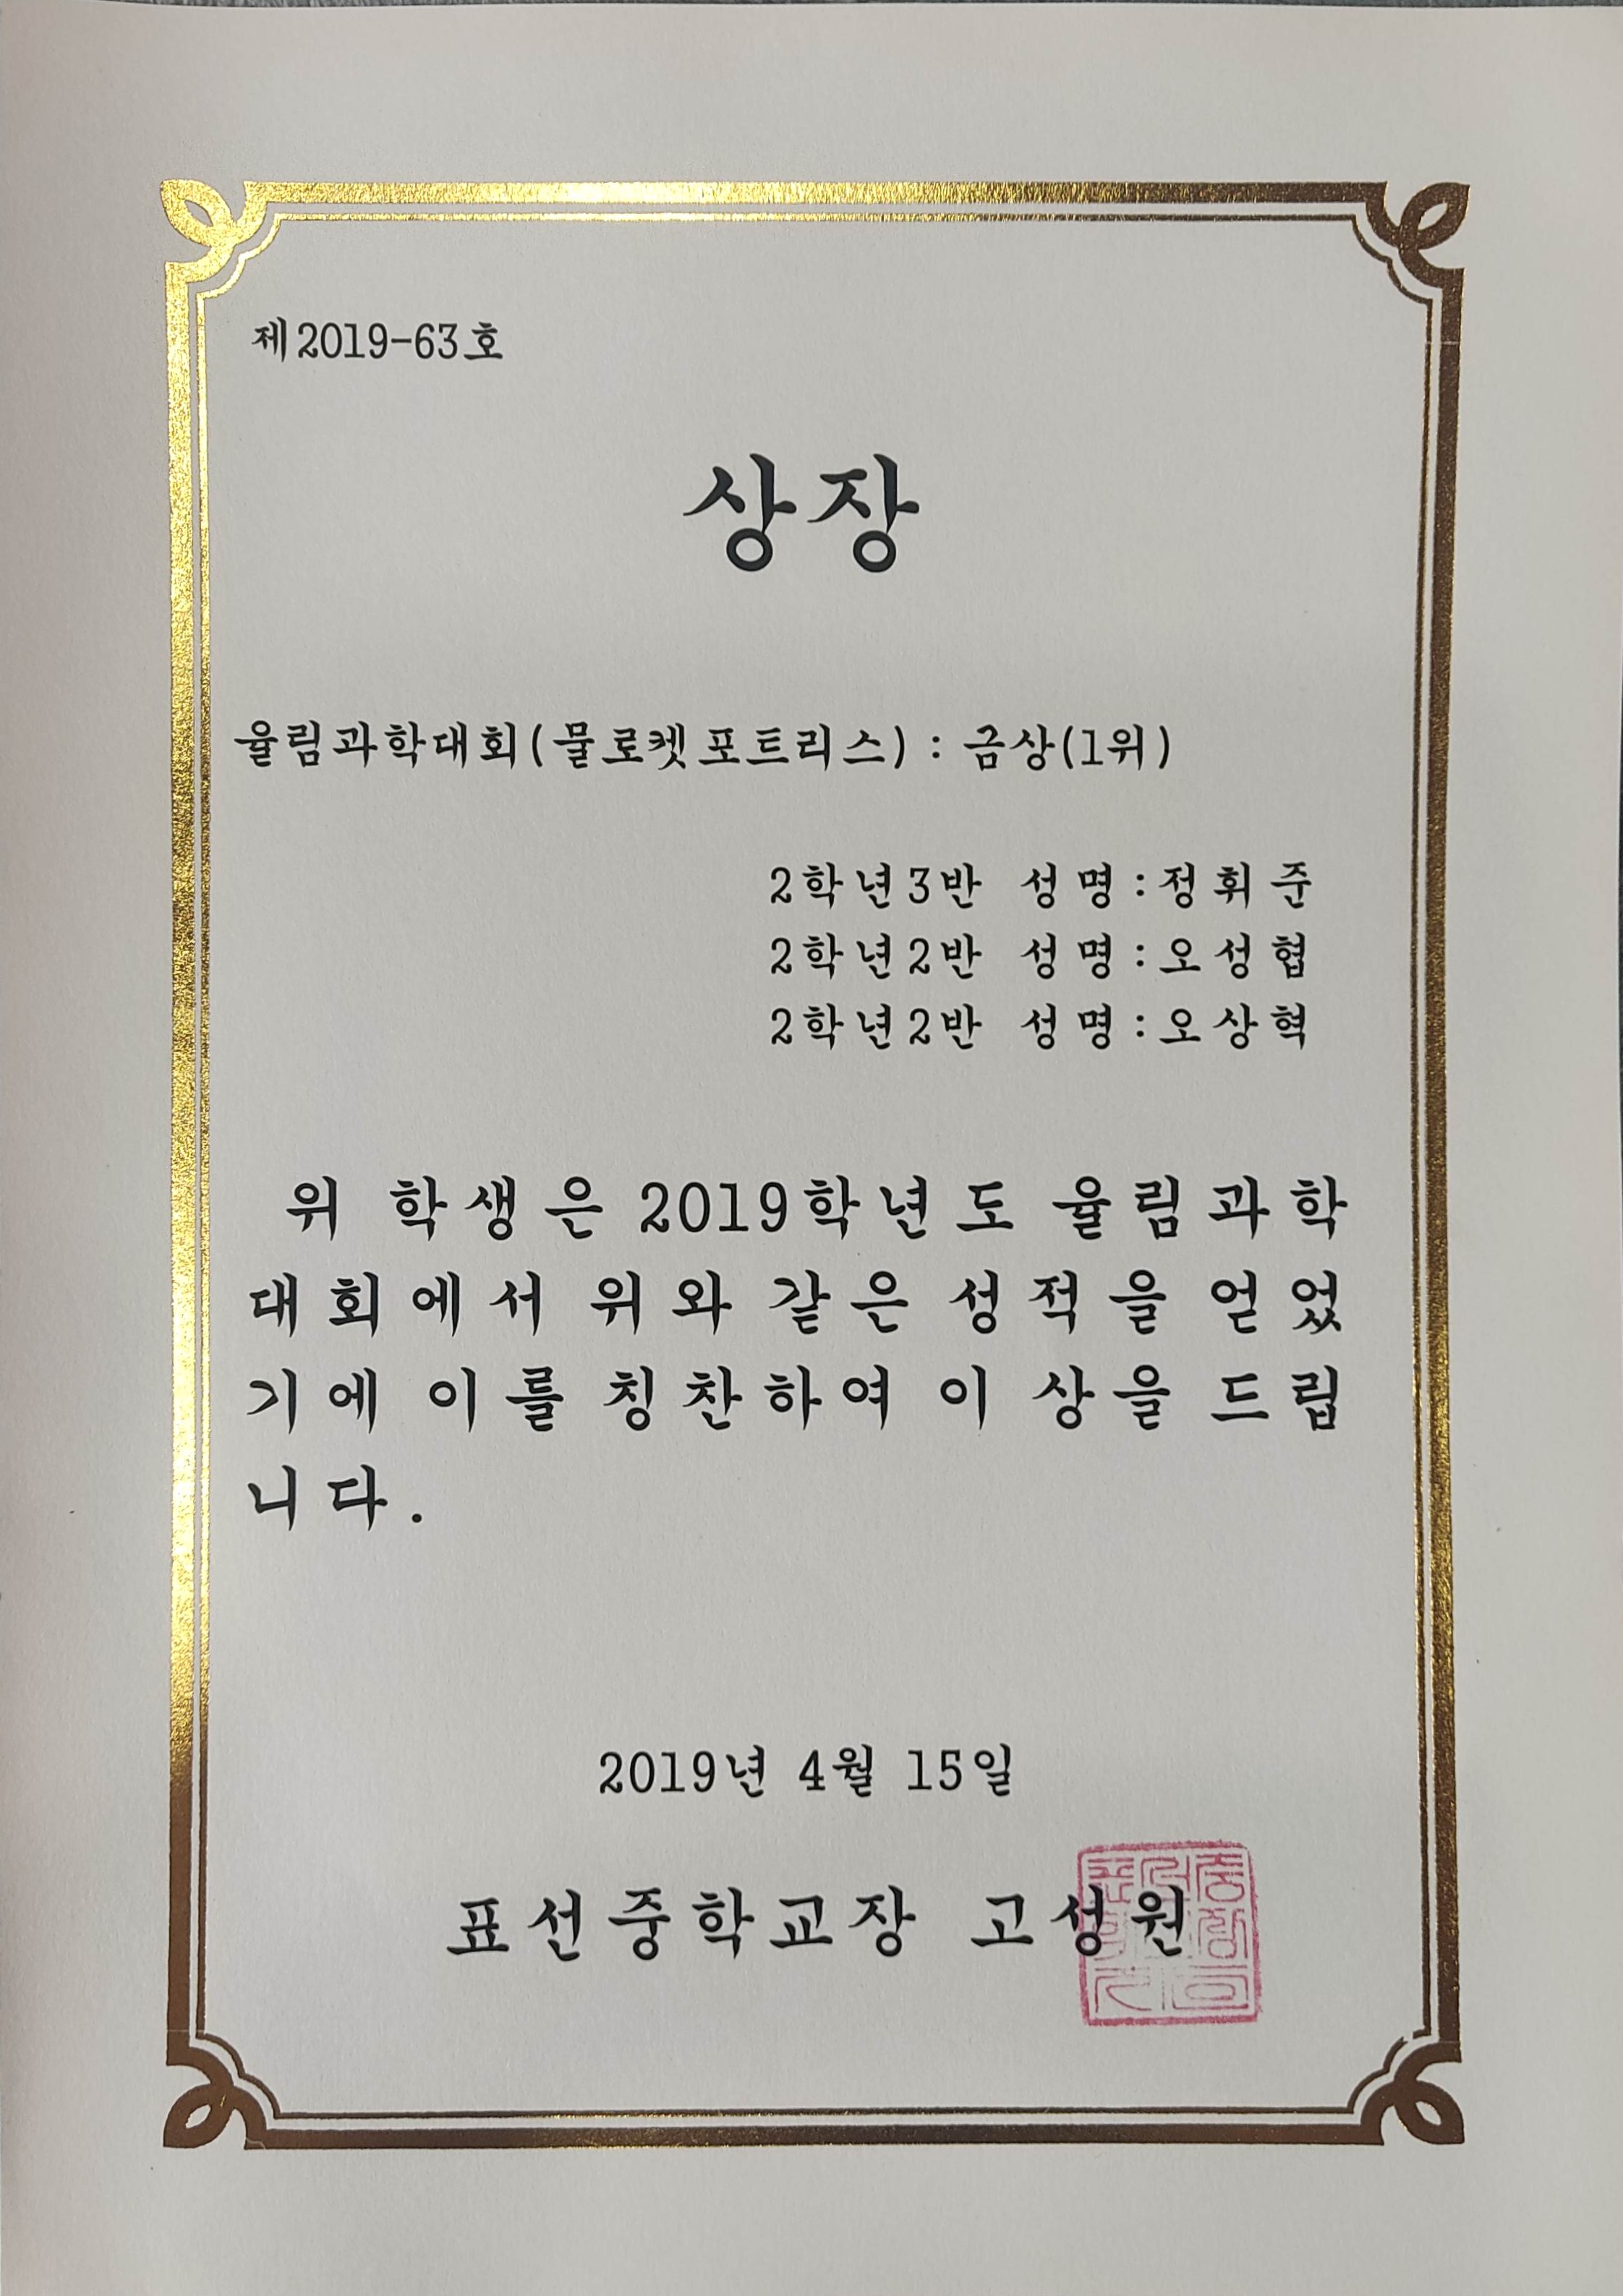 제2019-63호
상장
율림과학대회(물로켓포트리스) : 금상(1위)
2학년3반 성명:정휘준
2학년2반 성명:오성협
2학년2반 성명:오상혁
위 학생은 2019학년도 율림과학
대회에서 위와 같은 성적을 얻었
기에 이를 칭찬하여 이 상을 드립
니다.
2019년 4월 15일
표선중학교장 고성원